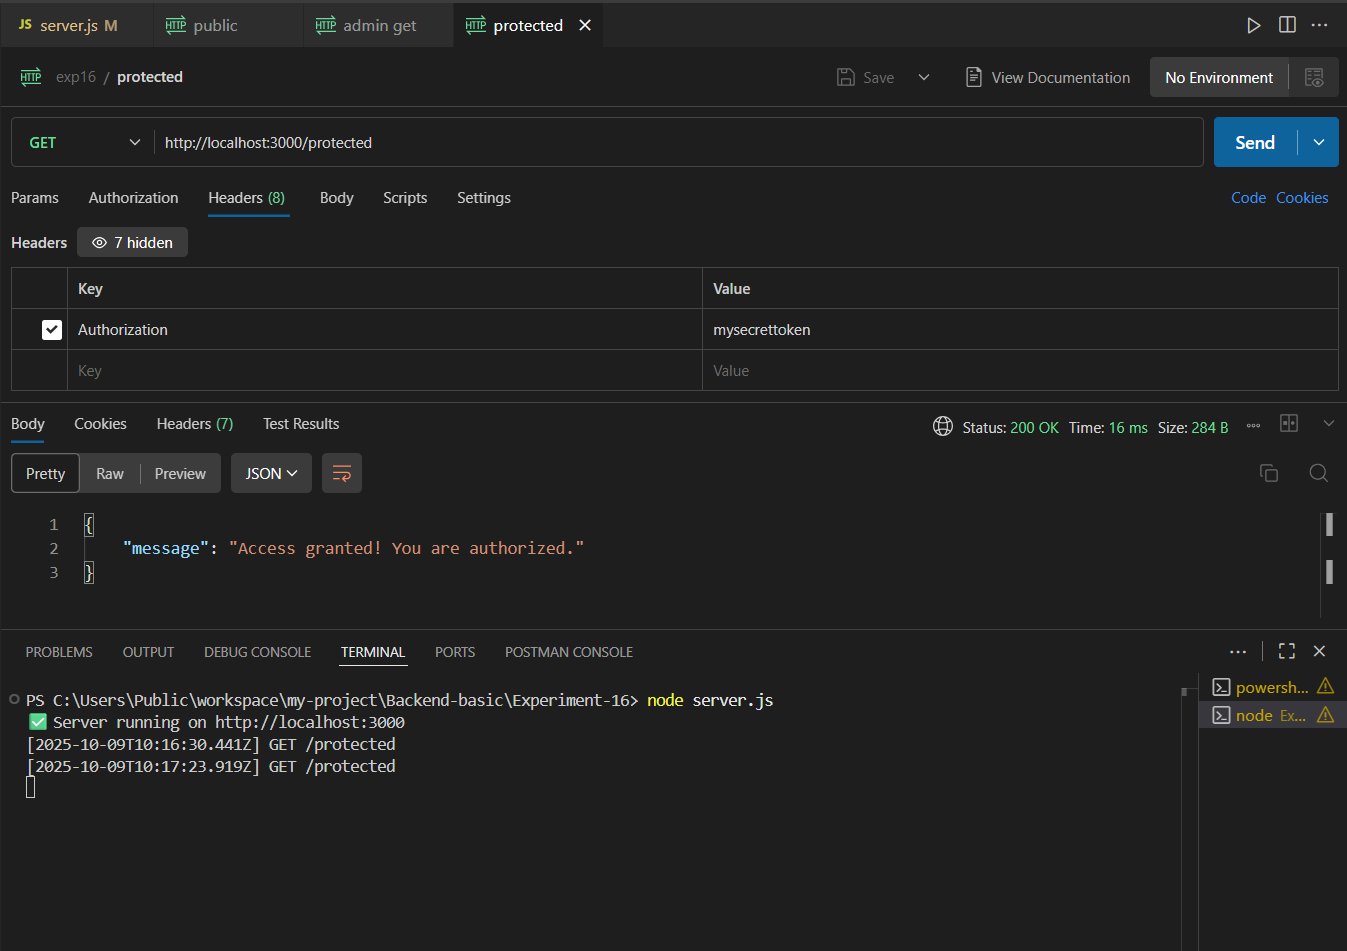 JS server.js M HTTP public HTTP admin get HTTP protected
HTTP exp16 / protected Save View Documentation No Environment
GET http://localhost:3000/protected Send
Params Authorization Headers (8) Body Scripts Settings Code Cookies
Headers 7 hidden
Key Value
Authorization mysecrettoken
Key Value
Body Cookies Headers (7) Test Results Status: 200 OK Time: 16 ms Size: 284 B
Pretty Raw Preview JSON
1 {
2 "message": "Access granted! You are authorized."
3 }
PROBLEMS OUTPUT DEBUG CONSOLE TERMINAL PORTS POSTMAN CONSOLE
PS C:\Users\Public\workspace\my-project\Backend-basic\Experiment-16> node server.js
✅ Server running on http://localhost:3000
[2025-10-09T10:16:30.441Z] GET /protected
[2025-10-09T10:17:23.919Z] GET /protected
powersh...
node Ex...